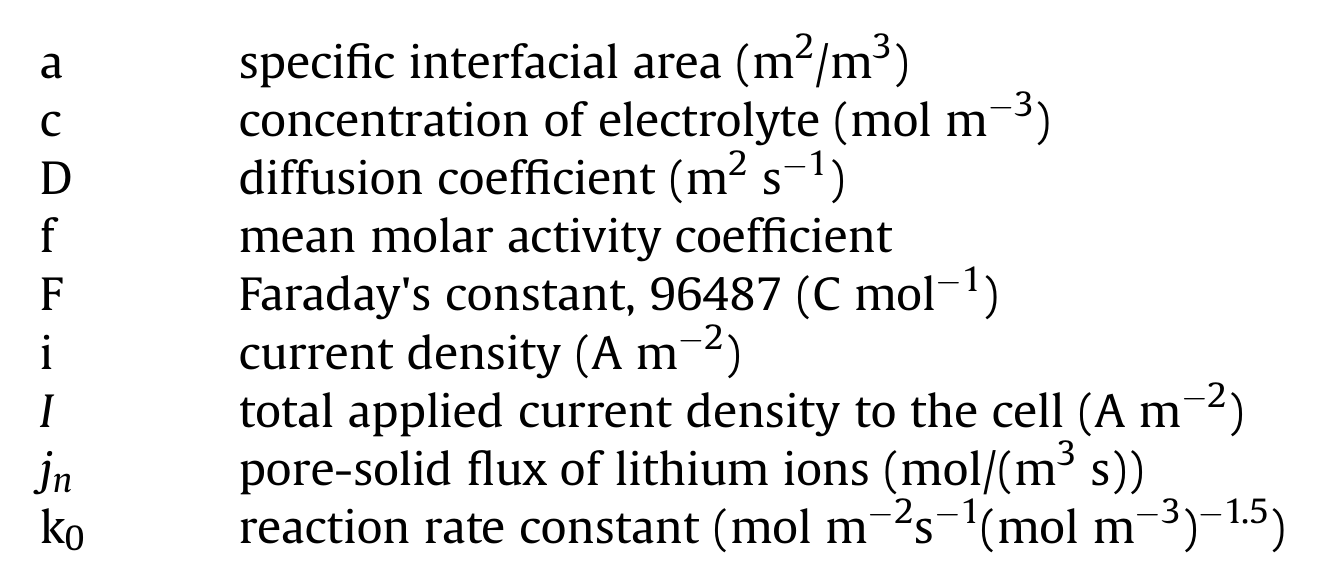 a specific interfacial area (m²/m³)
c concentration of electrolyte (mol m⁻³)
D diffusion coefficient (m² s⁻¹)
f mean molar activity coefficient
F Faraday's constant, 96487 (C mol⁻¹)
i current density (A m⁻²)
I total applied current density to the cell (A m⁻²)
jₙ pore-solid flux of lithium ions (mol/(m³ s))
k₀ reaction rate constant (mol m⁻²s⁻¹(mol m⁻³)⁻¹·⁵)